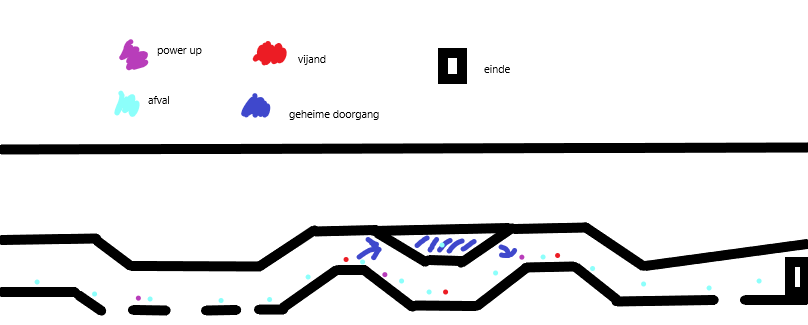 power up
vijand
einde
afval
geheime doorgang